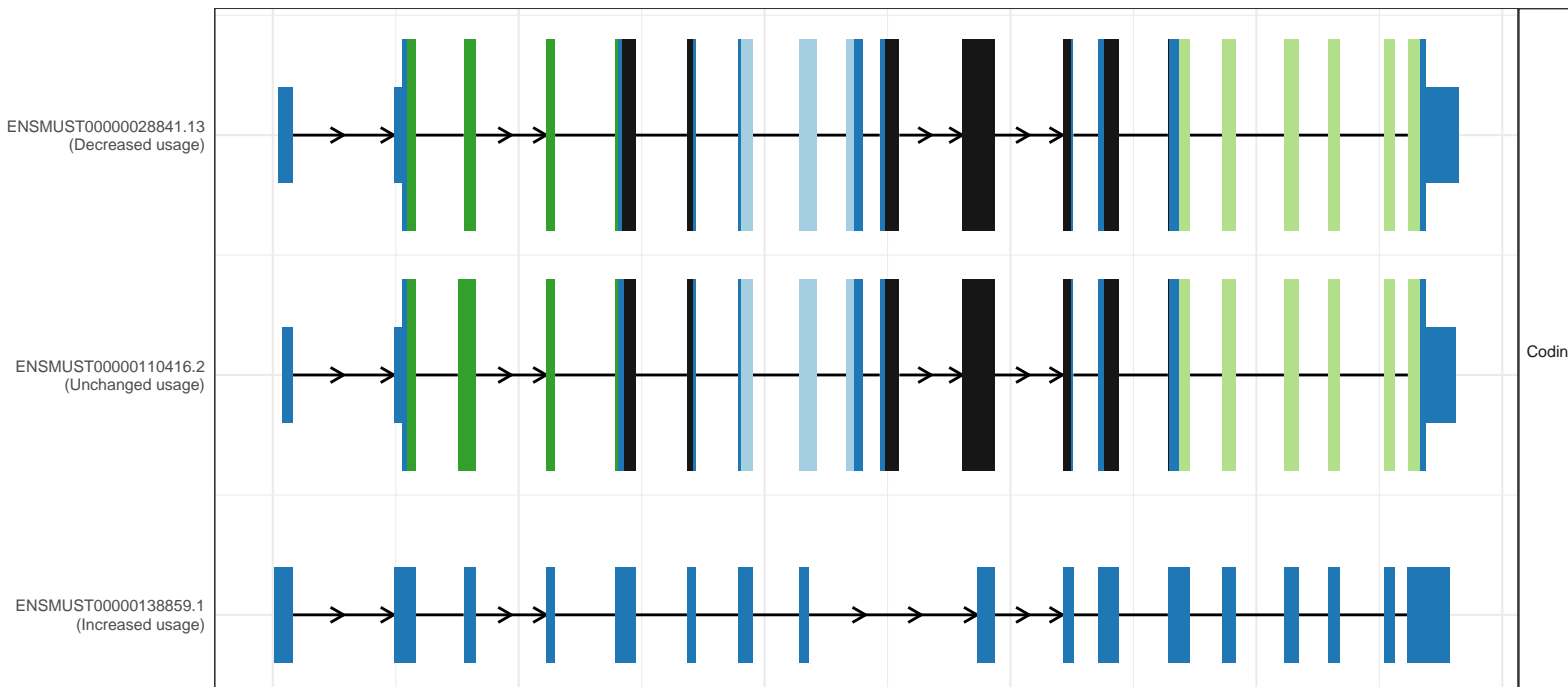 ENSMUST00000028841.13
(Decreased usage)
ENSMUST00000110416.2
(Unchanged usage)
Codin
ENSMUST00000138859.1
(Increased usage)